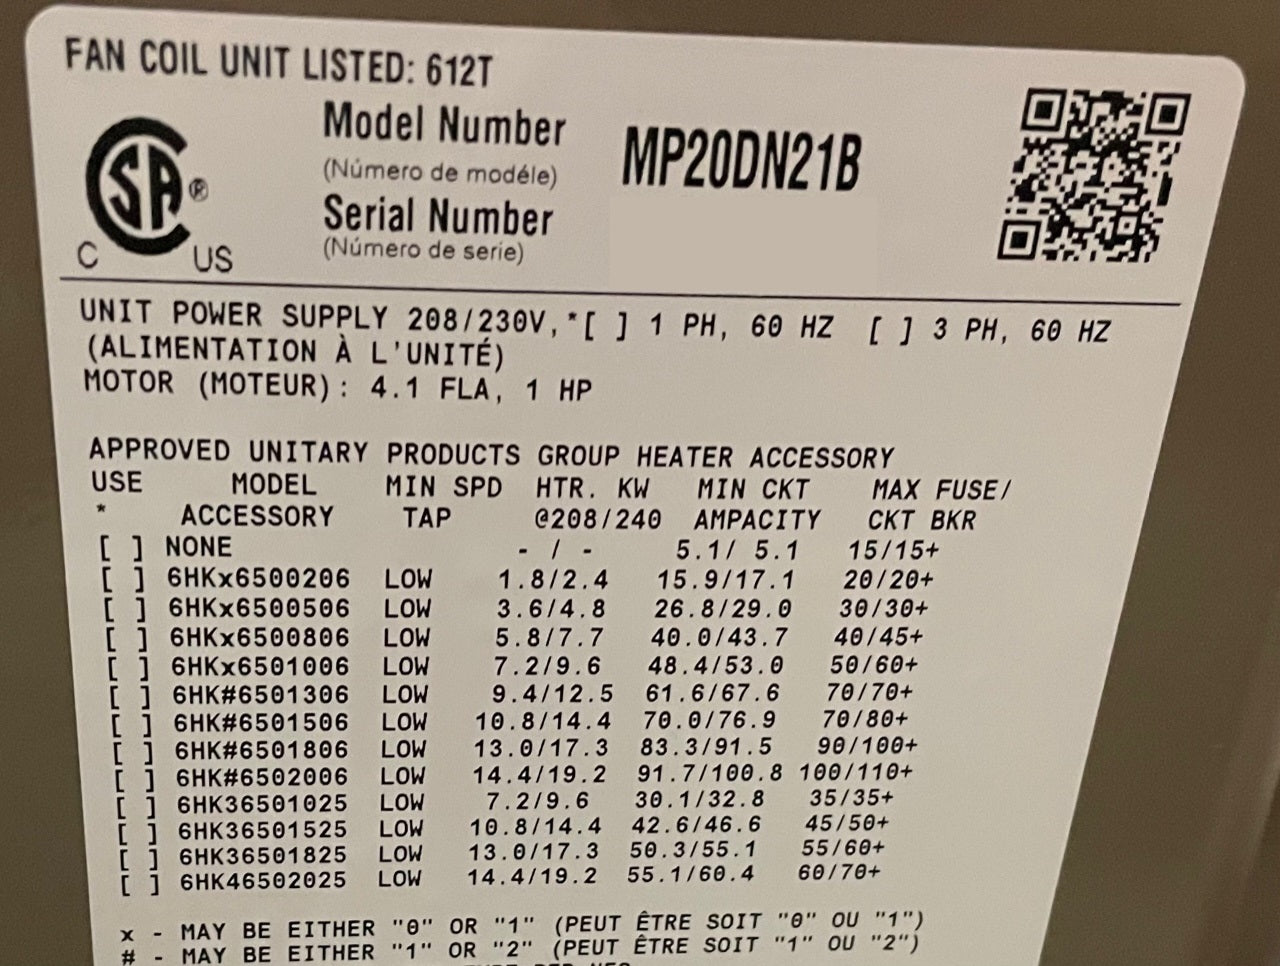 FAN COIL UNIT LISTED: 612T
CSA®
C US
Model Number MP20DN21B
(Número de modéle)
Serial Number
(Número de serie)
UNIT POWER SUPPLY 208/230V,*[ ] 1 PH, 60 HZ [ ] 3 PH, 60 HZ
(ALIMENTATION À L'UNITÉ)
MOTOR (MOTEUR): 4.1 FLA, 1 HP
APPROVED UNITARY PRODUCTS GROUP HEATER ACCESSORY
USE MODEL MIN SPD HTR. KW MIN CKT MAX FUSE/
* ACCESSORY TAP @208/240 AMPACITY CKT BKR
[ ] NONE - / - 5.1/ 5.1 15/15+
[ ] 6HKx6500206 LOW 1.8/2.4 15.9/17.1 20/20+
[ ] 6HKx6500506 LOW 3.6/4.8 26.8/29.0 30/30+
[ ] 6HKx6500806 LOW 5.8/7.7 40.0/43.7 40/45+
[ ] 6HKx6501006 LOW 7.2/9.6 48.4/53.0 50/60+
[ ] 6HK#6501306 LOW 9.4/12.5 61.6/67.6 70/70+
[ ] 6HK#6501506 LOW 10.8/14.4 70.0/76.9 70/80+
[ ] 6HK#6501806 LOW 13.0/17.3 83.3/91.5 90/100+
[ ] 6HK#6502006 LOW 14.4/19.2 91.7/100.8 100/110+
[ ] 6HK36501025 LOW 7.2/9.6 30.1/32.8 35/35+
[ ] 6HK36501525 LOW 10.8/14.4 42.6/46.6 45/50+
[ ] 6HK36501825 LOW 13.0/17.3 50.3/55.1 55/60+
[ ] 6HK46502025 LOW 14.4/19.2 55.1/60.4 60/70+
x - MAY BE EITHER "0" OR "1" (PEUT ÊTRE SOIT "0" OU "1")
# - MAY BE EITHER "1" OR "2" (PEUT ÊTRE SOIT "1" OU "2")